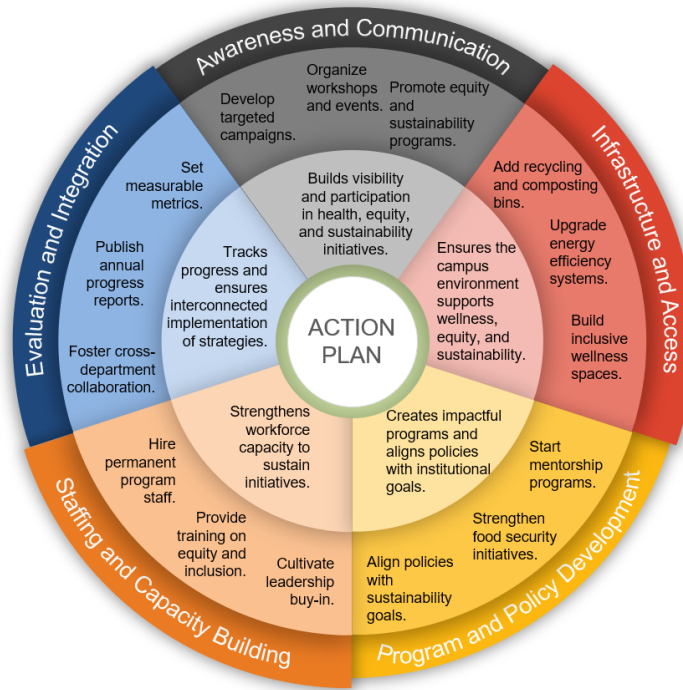 Awareness and Communication
Develop
targeted
campaigns.
Organize
workshops
and events.
Promote equity
and
sustainability
programs.
Builds visibility
and participation
in health, equity,
and sustainability
initiatives.
Infrastructure and Access
Add recycling
and composting
bins.
Upgrade
energy
efficiency
systems.
Build
inclusive
wellness
spaces.
Ensures the
campus
environment
supports
wellness,
equity, and
sustainability.
Program and Policy Development
Start
mentorship
programs.
Strengthen
food security
initiatives.
Align policies
with
sustainability
goals.
Creates impactful
programs and
aligns policies
with institutional
goals.
Staffing and Capacity Building
Hire
permanent
program
staff.
Provide
training on
equity and
inclusion.
Cultivate
leadership
buy-in.
Strengthens
workforce
capacity to
sustain
initiatives.
Evaluation and Integration
Set
measurable
metrics.
Publish
annual
progress
reports.
Foster cross-
department
collaboration.
Tracks
progress and
ensures
interconnected
implementation
of strategies.
ACTION
PLAN